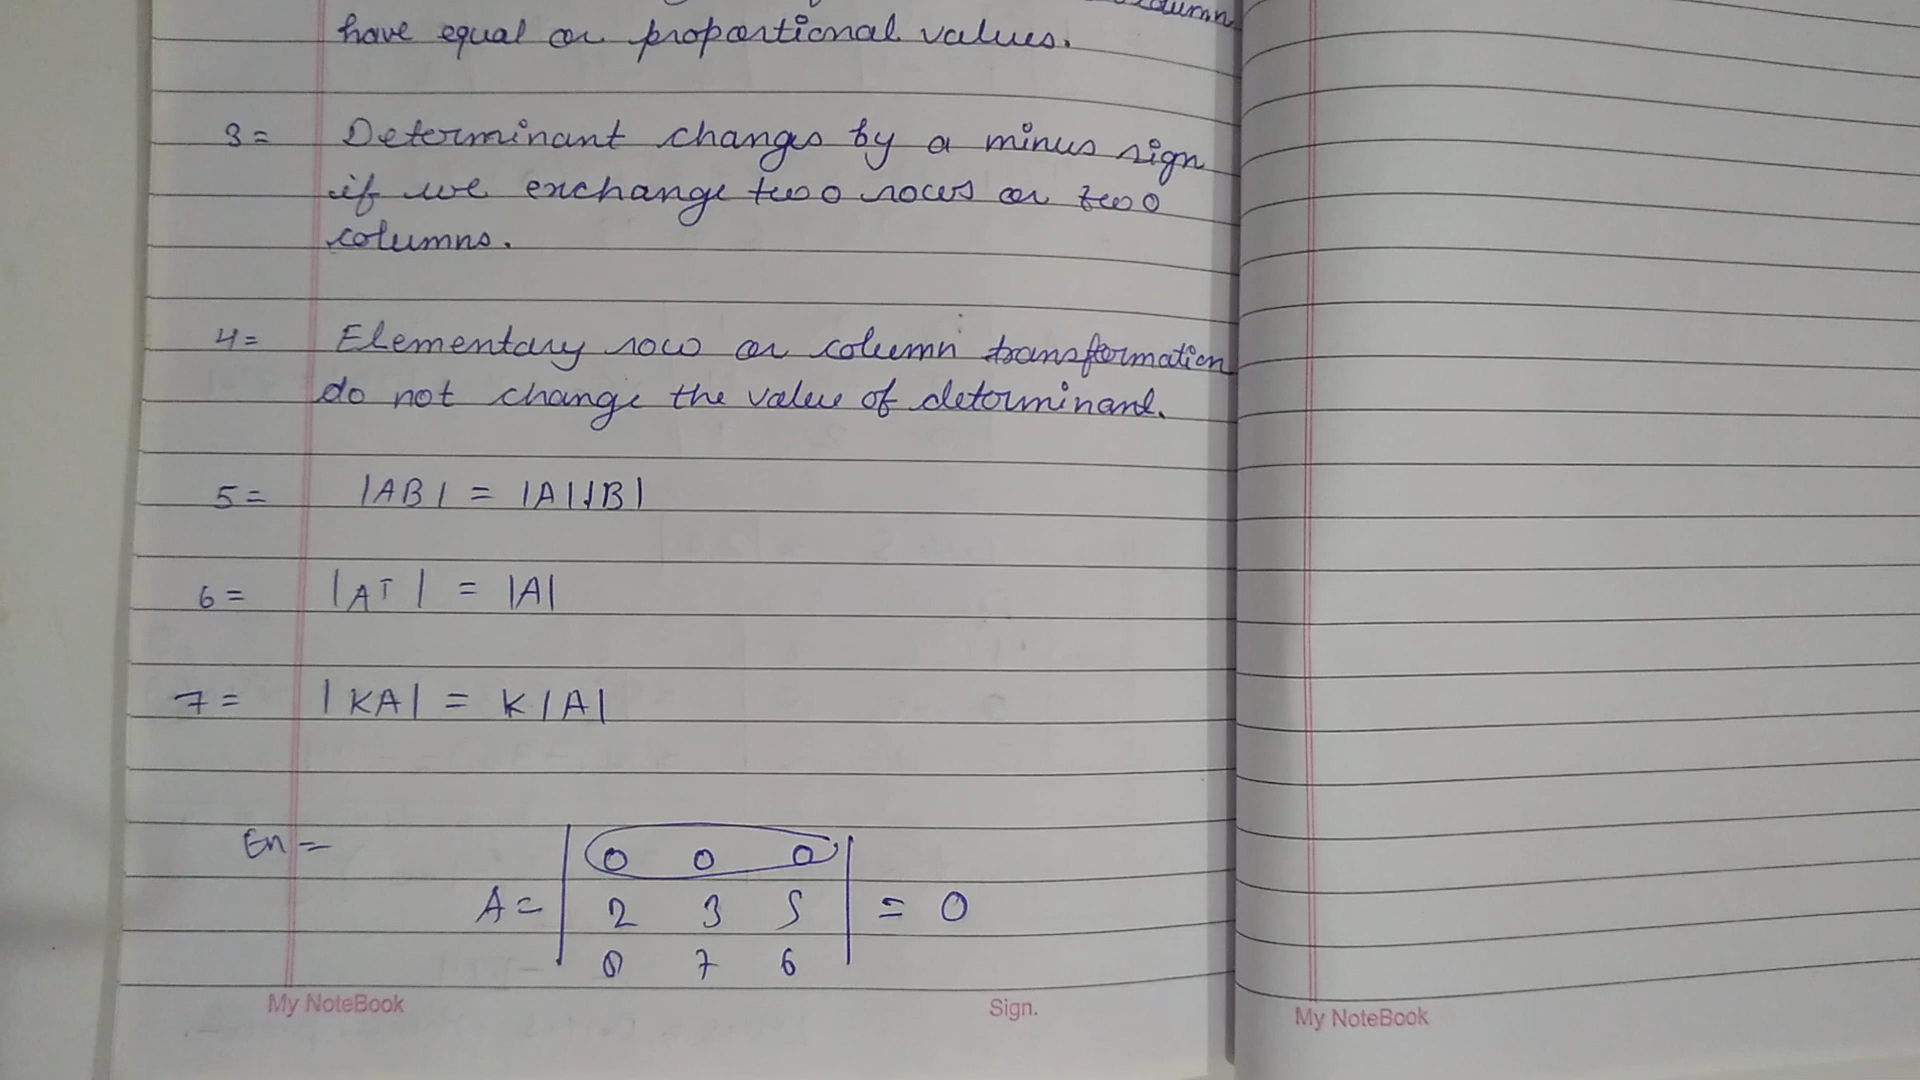 column
have equal or proportional values.
3= Determinant changes by a minus sign
if we exchange two rows or two
columns.
4= Elementary row or column transformation
do not change the value of determinant.
5= |AB| = |A||B|
6= |AT| = |A|
7= |KA| = K|A|
En=
0 0 0
A= 2 3 5 = 0
0 7 6
My NoteBook Sign.
My NoteBook